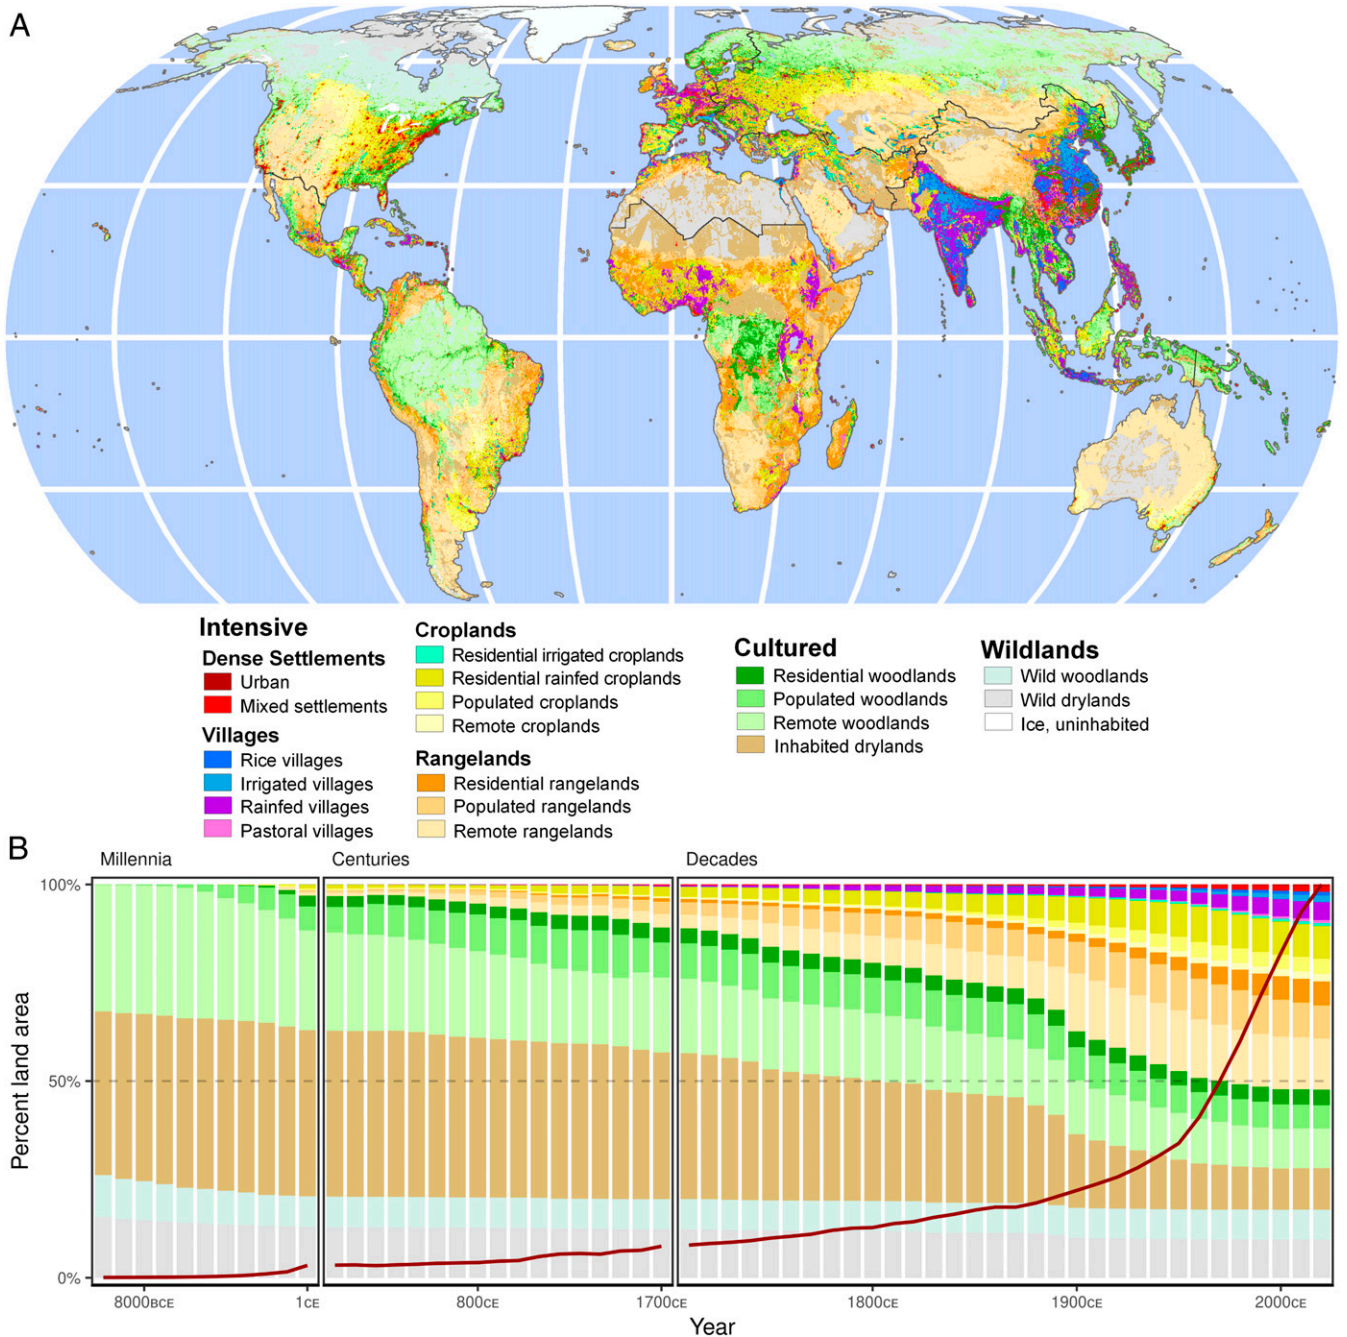 A
Intensive
Dense Settlements
Urban
Mixed settlements
Villages
Rice villages
Irrigated villages
Rainfed villages
Pastoral villages
Croplands
Residential irrigated croplands
Residential rainfed croplands
Populated croplands
Remote croplands
Rangelands
Residential rangelands
Populated rangelands
Remote rangelands
Cultured
Residential woodlands
Populated woodlands
Remote woodlands
Inhabited drylands
Wildlands
Wild woodlands
Wild drylands
Ice, uninhabited
B
Millennia
Centuries
Decades
100%
50%
0%
Percent land area
8000BCE
1CE
800CE
1700CE
1800CE
1900CE
2000CE
Year